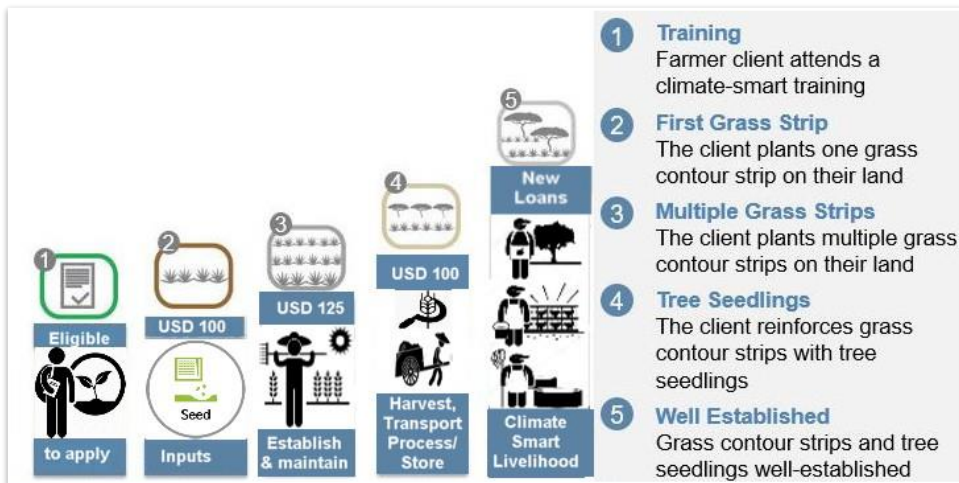 1
Eligible
to apply
2
USD 100
Seed
Inputs
3
USD 125
Establish
& maintain
4
USD 100
Harvest,
Transport
Process/
Store
5
New
Loans
Climate
Smart
Livelihood
1 Training
Farmer client attends a
climate-smart training
2 First Grass Strip
The client plants one grass
contour strip on their land
3 Multiple Grass Strips
The client plants multiple grass
contour strips on their land
4 Tree Seedlings
The client reinforces grass
contour strips with tree
seedlings
5 Well Established
Grass contour strips and tree
seedlings well-established